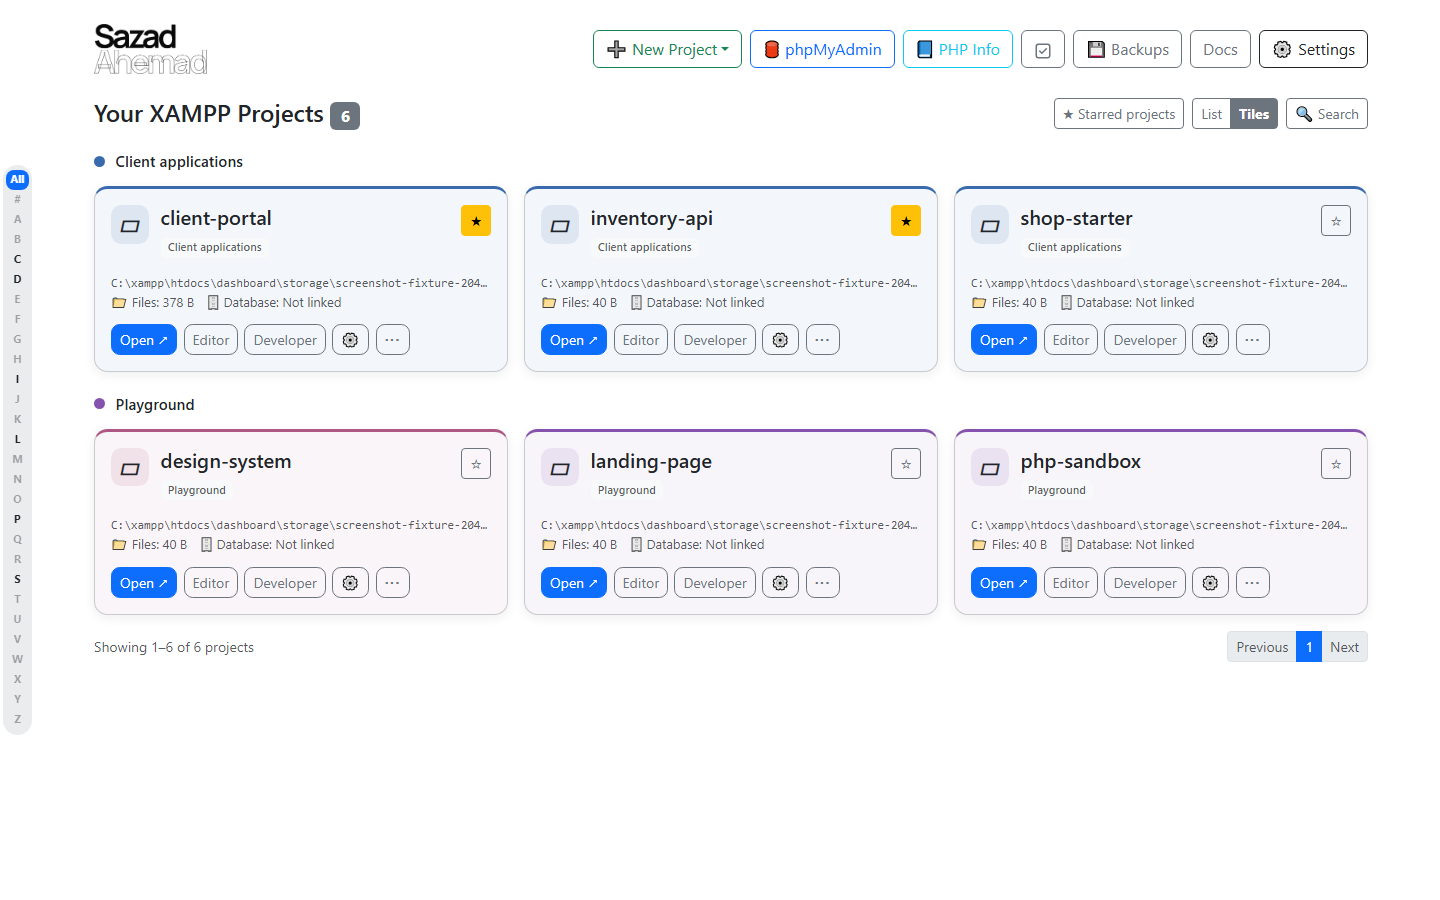 Sazad
Ahemad
New Project
phpMyAdmin
PHP Info
Backups
Docs
Settings
Your XAMPP Projects 6
★ Starred projects
List
Tiles
Search
All
#
A
B
C
D
E
F
G
H
I
J
K
L
M
N
O
P
Q
R
S
T
U
V
W
X
Y
Z
Client applications
client-portal
Client applications
C:\xampp\htdocs\dashboard\storage\screenshot-fixture-204…
Files: 378 B Database: Not linked
Open ↗ Editor Developer ···
inventory-api
Client applications
C:\xampp\htdocs\dashboard\storage\screenshot-fixture-204…
Files: 40 B Database: Not linked
Open ↗ Editor Developer ···
shop-starter
Client applications
C:\xampp\htdocs\dashboard\storage\screenshot-fixture-204…
Files: 40 B Database: Not linked
Open ↗ Editor Developer ···
Playground
design-system
Playground
C:\xampp\htdocs\dashboard\storage\screenshot-fixture-204…
Files: 40 B Database: Not linked
Open ↗ Editor Developer ···
landing-page
Playground
C:\xampp\htdocs\dashboard\storage\screenshot-fixture-204…
Files: 40 B Database: Not linked
Open ↗ Editor Developer ···
php-sandbox
Playground
C:\xampp\htdocs\dashboard\storage\screenshot-fixture-204…
Files: 40 B Database: Not linked
Open ↗ Editor Developer ···
Showing 1–6 of 6 projects
Previous 1 Next